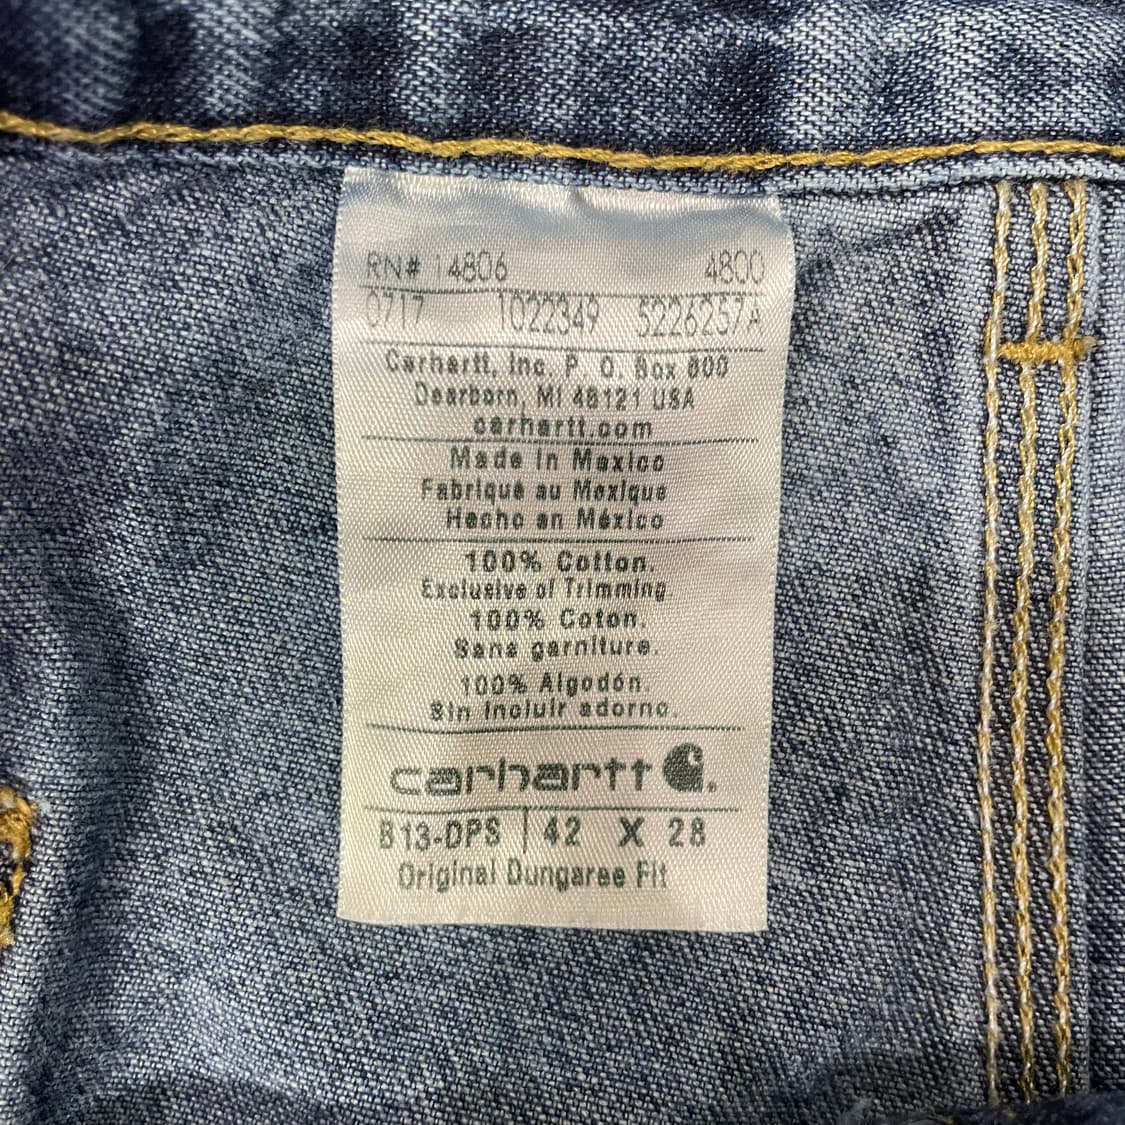 RN# 14806 4800
0717 1022349 5226257A
Carhartt, Inc. P. O. Box 600
Dearborn, MI 48121 USA
carhartt.com
Made in Mexico
Fabriqué au Mexique
Hecho en México
100% Cotton.
Exclusive of Trimming
100% Coton.
Sans garniture.
100% Algodón.
Sin incluir adorno.
carhartt
B13-DPS | 42 X 28
Original Dungaree Fit